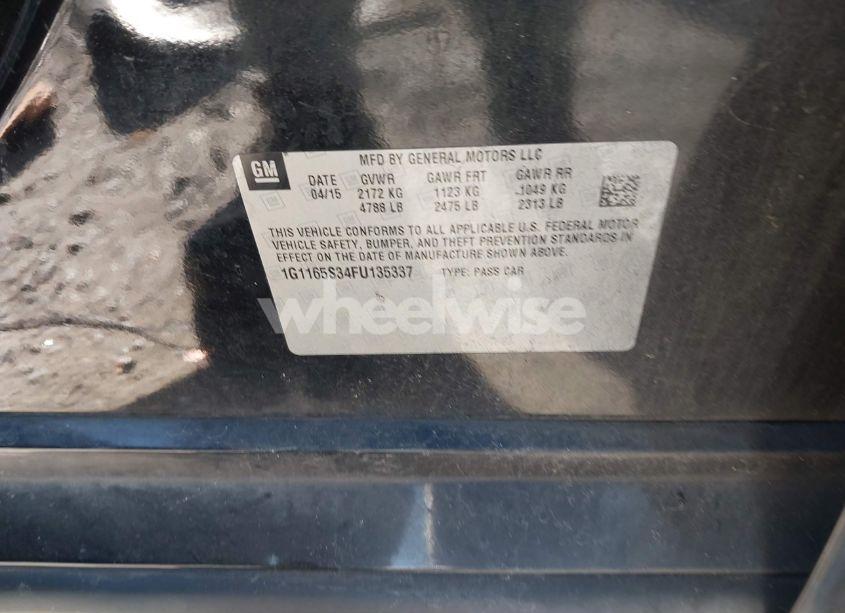 GM
MFD BY GENERAL MOTORS LLC
DATE GVWR GAWR FRT GAWR RR
04/15 2172 KG 1123 KG 1049 KG
4788 LB 2475 LB 2313 LB
THIS VEHICLE CONFORMS TO ALL APPLICABLE U.S. FEDERAL MOTOR
VEHICLE SAFETY, BUMPER, AND THEFT PREVENTION STANDARDS IN
EFFECT ON THE DATE OF MANUFACTURE SHOWN ABOVE.
1G1165S34FU135337 TYPE: PASS CAR
wheelwise